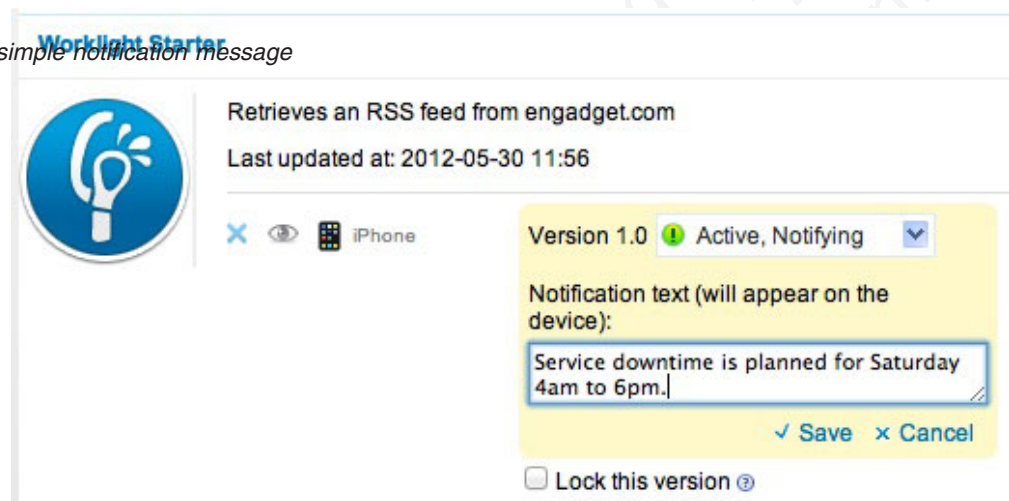 Worklight Starter
simple notification message
Retrieves an RSS feed from engadget.com
Last updated at: 2012-05-30 11:56
iPhone
Version 1.0 Active, Notifying
Notification text (will appear on the
device):
Service downtime is planned for Saturday
4am to 6pm.
Save Cancel
Lock this version